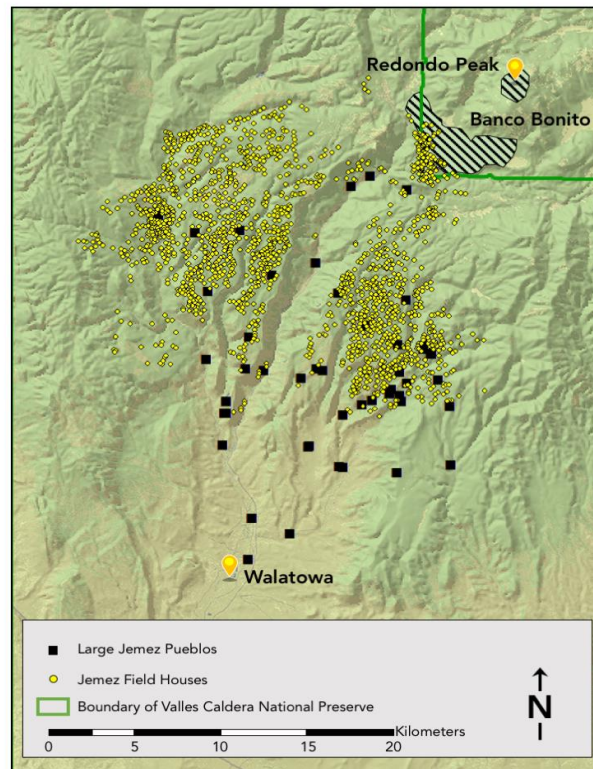 Redondo Peak
Banco Bonito
Walatowa
Large Jemez Pueblos
Jemez Field Houses
Boundary of Valles Caldera National Preserve
Kilometers
0 5 10 15 20
N